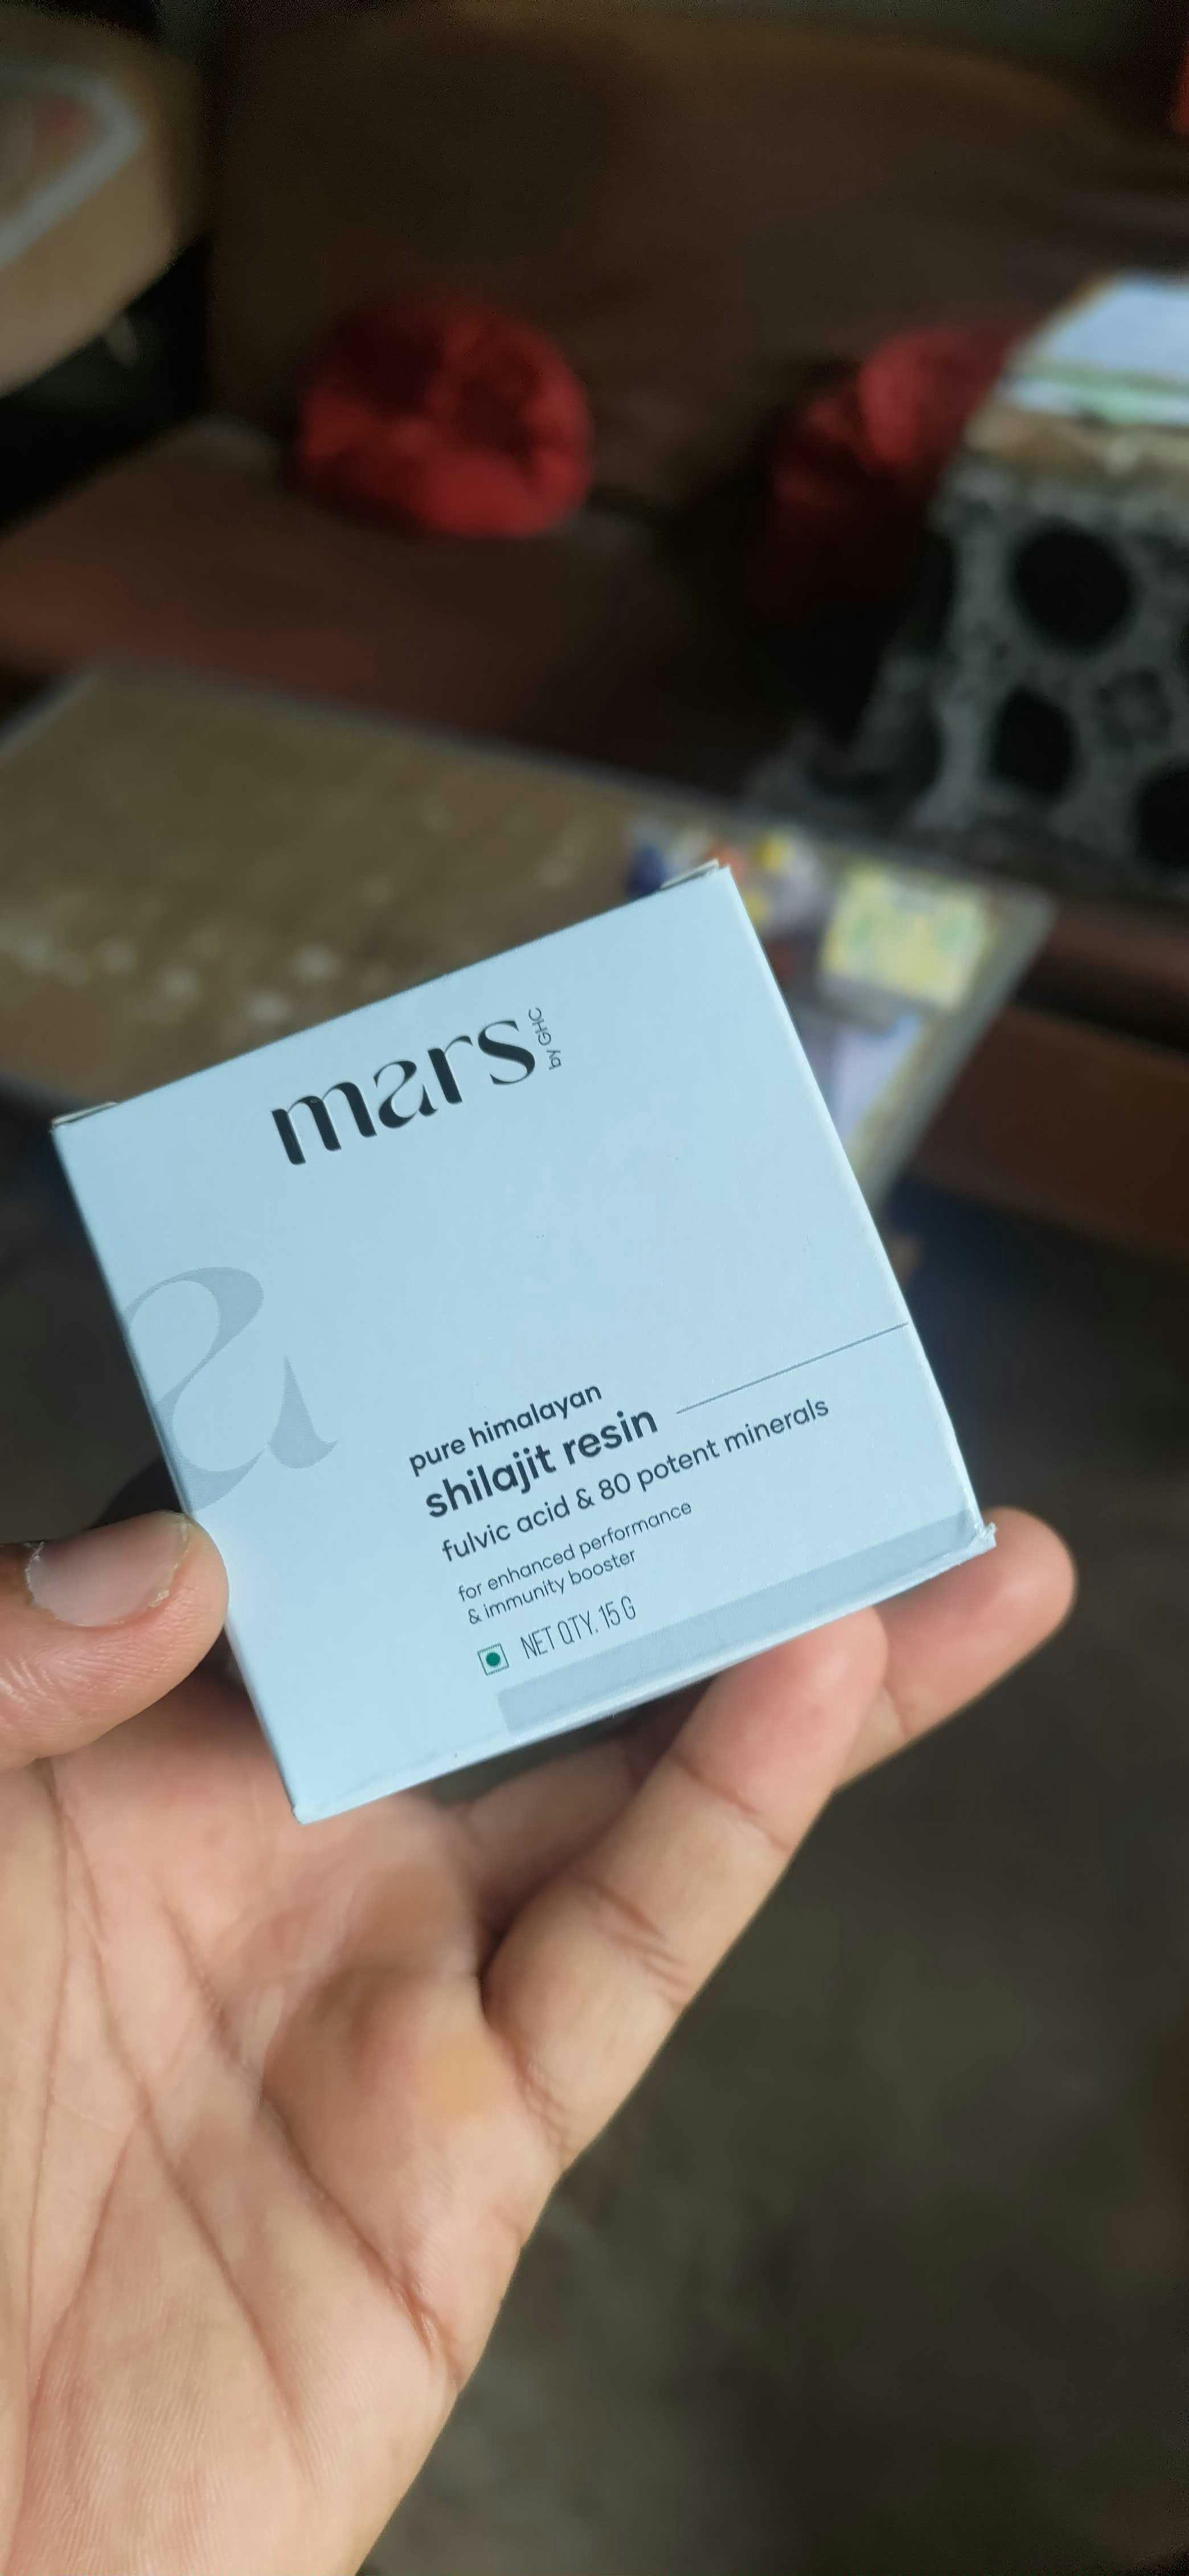 mars
by GHC
pure himalayan
shilajit resin
fulvic acid & 80 potent minerals
for enhanced performance
& immunity booster
NET QTY. 15 G